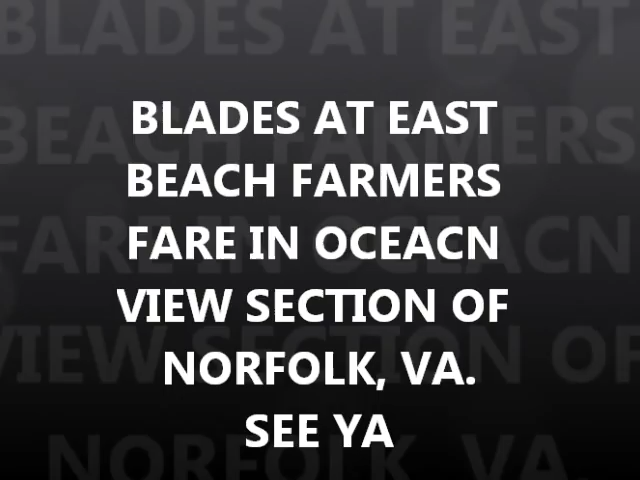 BLADES AT EAST
BEACH FARMERS
FARE IN OCEACN
VIEW SECTION OF
NORFOLK, VA.
SEE YA